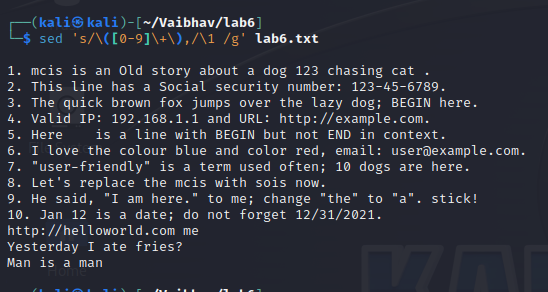 ┌──(kali㉿kali)-[~/Vaibhav/lab6]
└─$ sed 's/\([0-9]\+\),/\1 /g' lab6.txt
1. mcis is an Old story about a dog 123 chasing cat .
2. This line has a Social security number: 123-45-6789.
3. The quick brown fox jumps over the lazy dog; BEGIN here.
4. Valid IP: 192.168.1.1 and URL: http://example.com.
5. Here    is a line with BEGIN but not END in context.
6. I love the colour blue and color red, email: user@example.com.
7. "user-friendly" is a term used often; 10 dogs are here.
8. Let's replace the mcis with sois now.
9. He said, "I am here." to me; change "the" to "a". stick!
10. Jan 12 is a date; do not forget 12/31/2021.
http://helloworld.com me
Yesterday I ate fries?
Man is a man